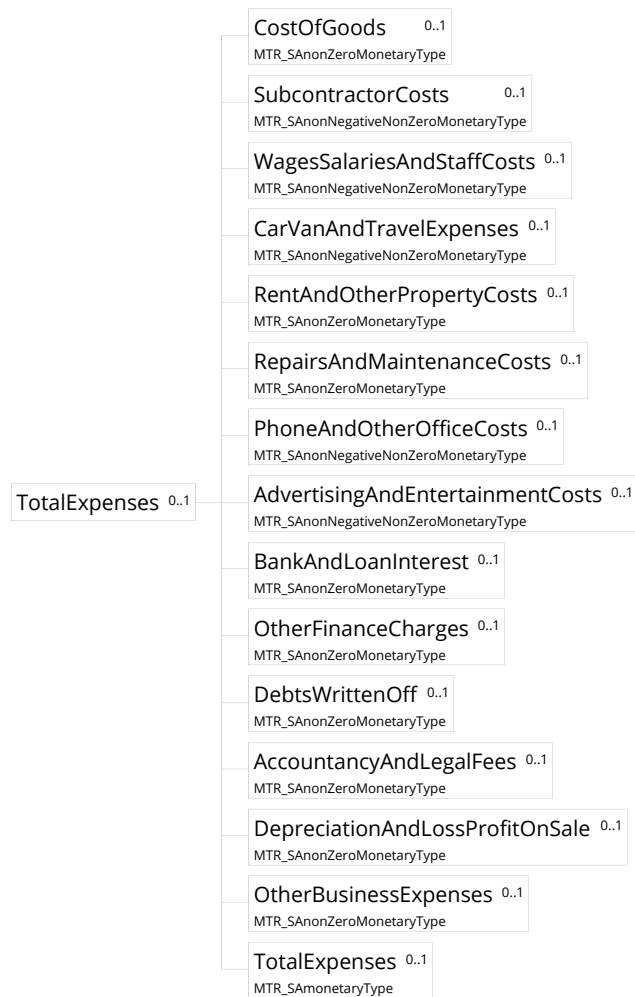 CostOfGoods 0..1
MTR_SAnonZeroMonetaryType
SubcontractorCosts 0..1
MTR_SAnonNegativeNonZeroMonetaryType
WagesSalariesAndStaffCosts 0..1
MTR_SAnonNegativeNonZeroMonetaryType
CarVanAndTravelExpenses 0..1
MTR_SAnonNegativeNonZeroMonetaryType
RentAndOtherPropertyCosts 0..1
MTR_SAnonZeroMonetaryType
RepairsAndMaintenanceCosts 0..1
MTR_SAnonZeroMonetaryType
PhoneAndOtherOfficeCosts 0..1
MTR_SAnonNegativeNonZeroMonetaryType
TotalExpenses 0..1
AdvertisingAndEntertainmentCosts 0..1
MTR_SAnonNegativeNonZeroMonetaryType
BankAndLoanInterest 0..1
MTR_SAnonZeroMonetaryType
OtherFinanceCharges 0..1
MTR_SAnonZeroMonetaryType
DebtsWrittenOff 0..1
MTR_SAnonZeroMonetaryType
AccountancyAndLegalFees 0..1
MTR_SAnonZeroMonetaryType
DepreciationAndLossProfitOnSale 0..1
MTR_SAnonZeroMonetaryType
OtherBusinessExpenses 0..1
MTR_SAnonZeroMonetaryType
TotalExpenses 0..1
MTR_SAmonetaryType